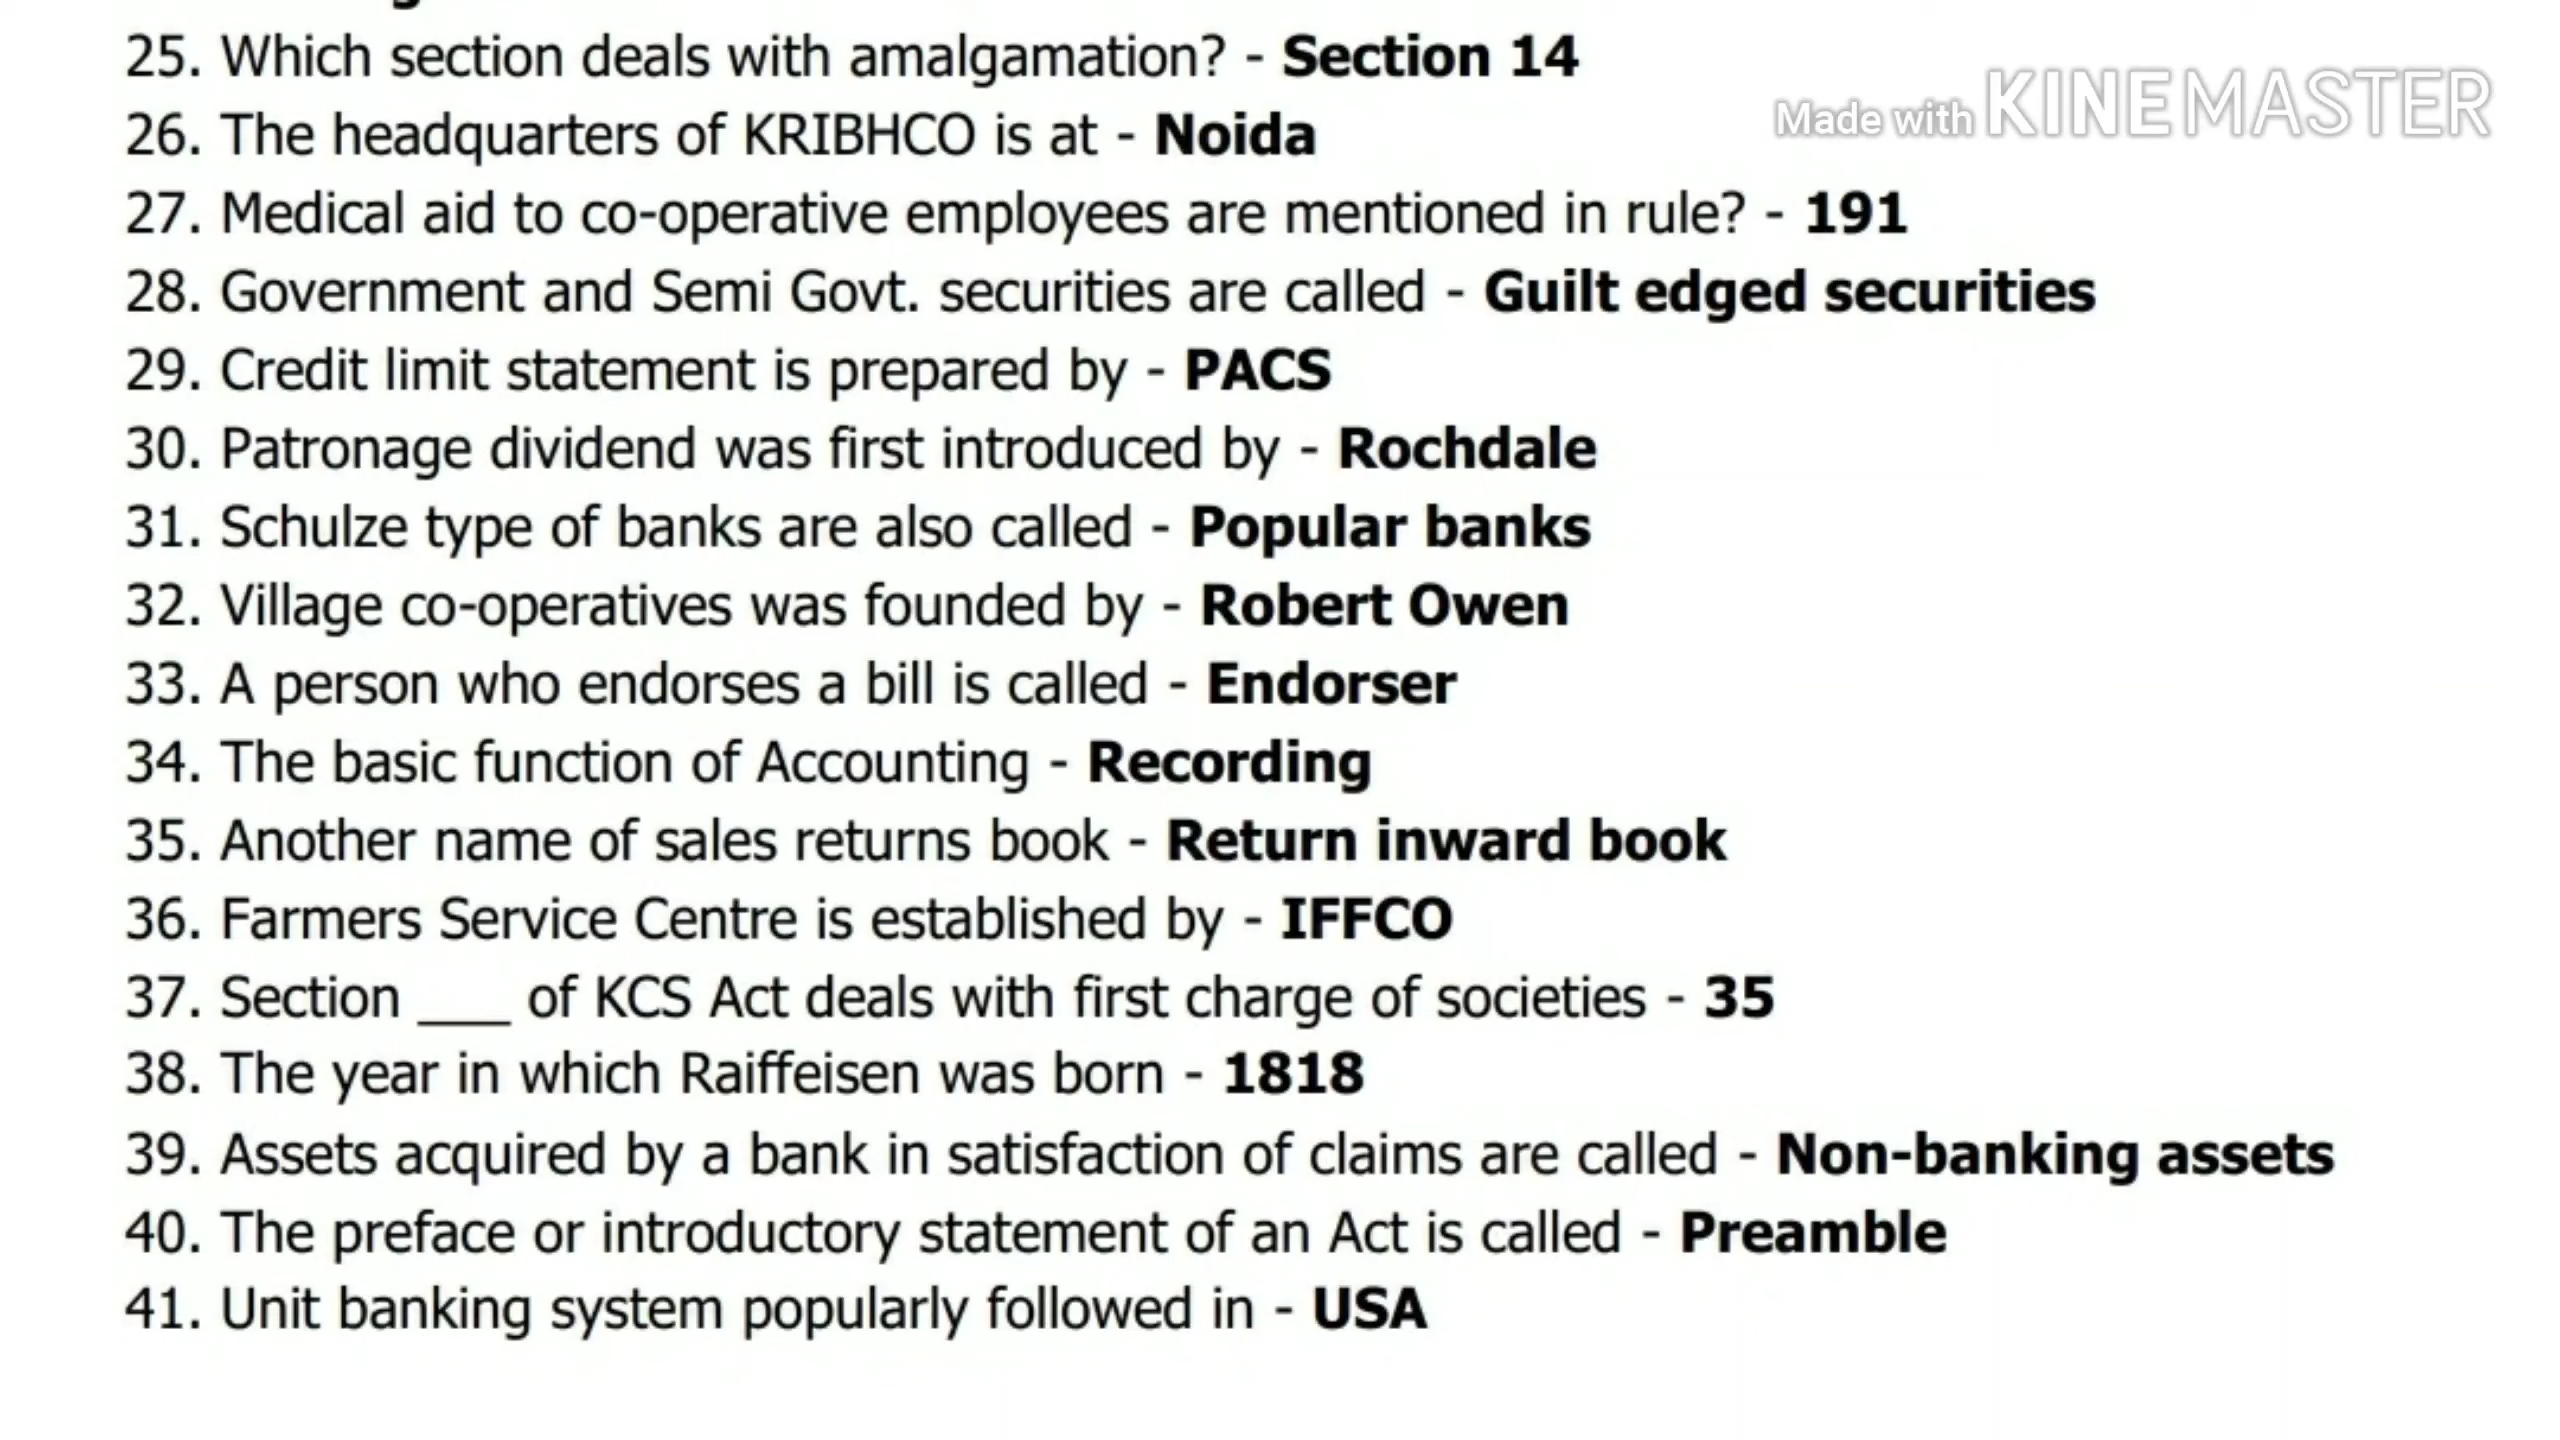 25. Which section deals with amalgamation? - Section 14
Made with KINEMASTER
26. The headquarters of KRIBHCO is at - Noida
27. Medical aid to co-operative employees are mentioned in rule? - 191
28. Government and Semi Govt. securities are called - Guilt edged securities
29. Credit limit statement is prepared by - PACS
30. Patronage dividend was first introduced by - Rochdale
31. Schulze type of banks are also called - Popular banks
32. Village co-operatives was founded by - Robert Owen
33. A person who endorses a bill is called - Endorser
34. The basic function of Accounting - Recording
35. Another name of sales returns book - Return inward book
36. Farmers Service Centre is established by - IFFCO
37. Section ___ of KCS Act deals with first charge of societies - 35
38. The year in which Raiffeisen was born - 1818
39. Assets acquired by a bank in satisfaction of claims are called - Non-banking assets
40. The preface or introductory statement of an Act is called - Preamble
41. Unit banking system popularly followed in - USA